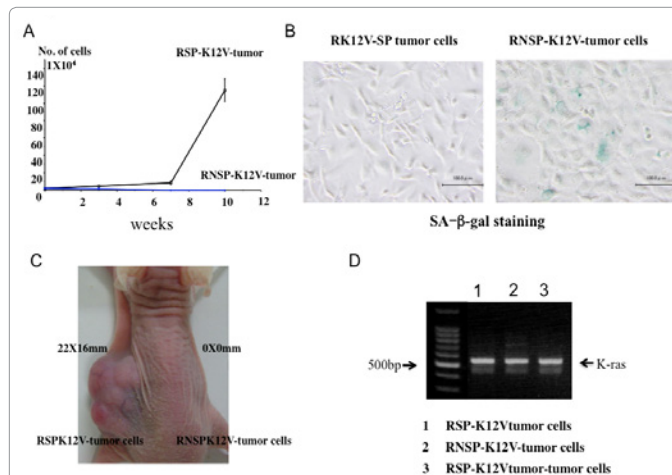 A
No. of cells
1X10⁴
RSP-K12V-tumor
140
120
100
80
60
40
20
0
RNSP-K12V-tumor
0 2 4 6 8 10 12
weeks
B
RK12V-SP tumor cells
RNSP-K12V-tumor cells
SA-β-gal staining
C
22X16mm
0X0mm
RSPK12V-tumor cells
RNSPK12V-tumor cells
D
1 2 3
500bp
K-ras
1 RSP-K12Vtumor cells
2 RNSP-K12V-tumor cells
3 RSP-K12Vtumor-tumor cells